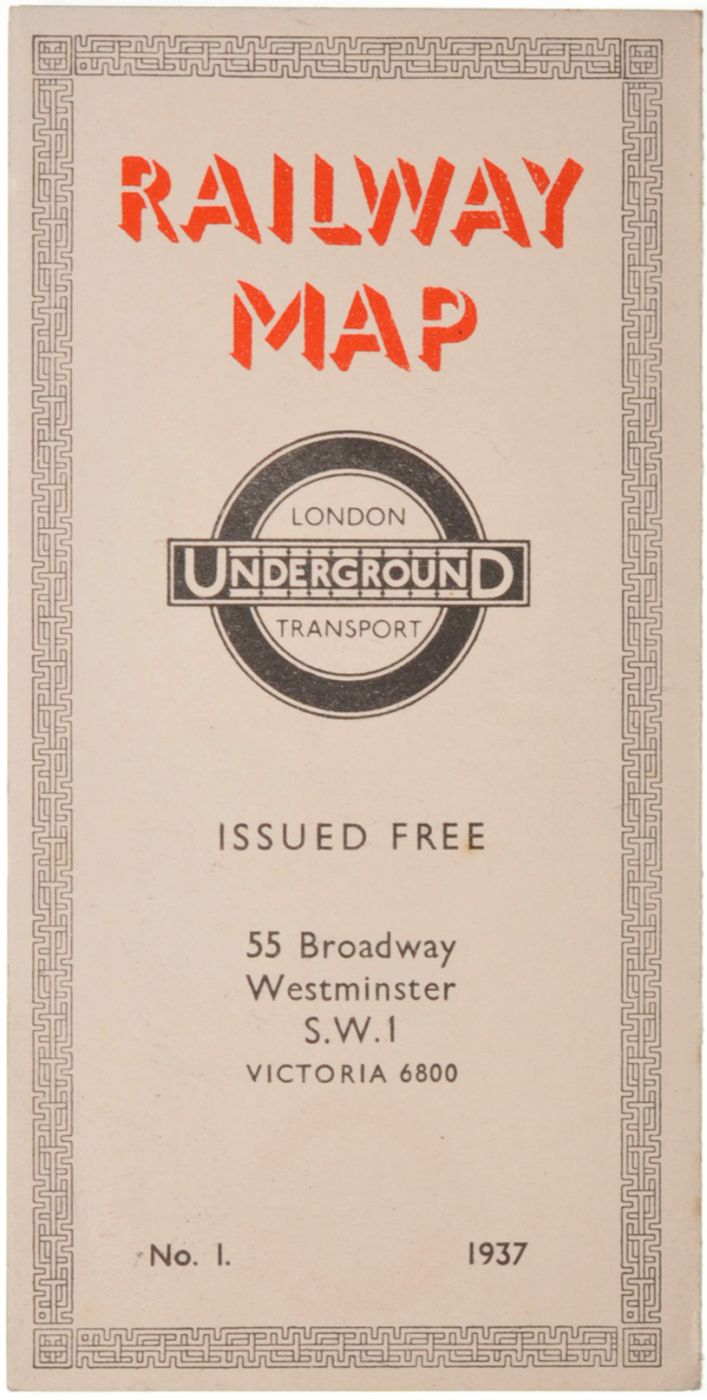 RAILWAY
MAP
LONDON
UNDERGROUND
TRANSPORT
ISSUED FREE
55 Broadway
Westminster
S.W.1
VICTORIA 6800
No. 1.
1937